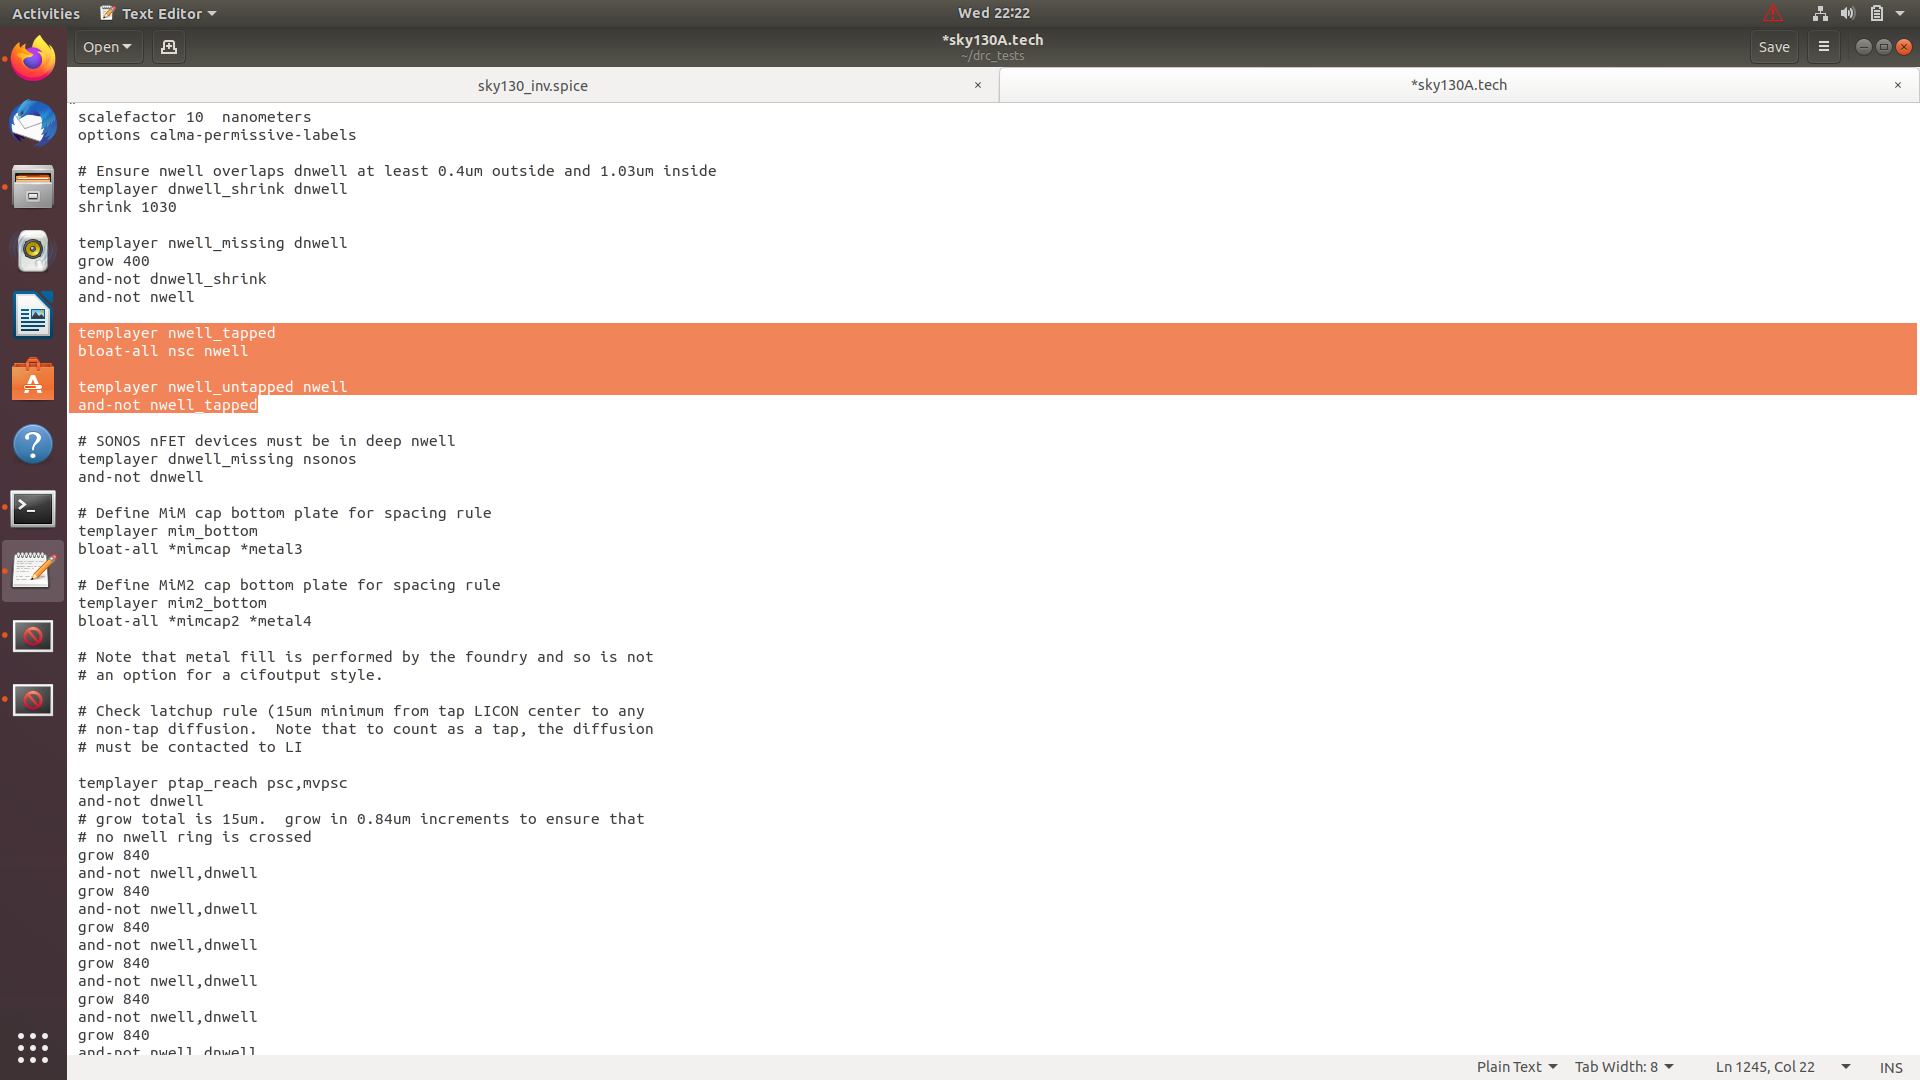 Activities Text Editor Wed 22:22
Open *sky130A.tech Save
~/drc_tests
sky130_inv.spice × *sky130A.tech ×
scalefactor 10  nanometers
options calma-permissive-labels
# Ensure nwell overlaps dnwell at least 0.4um outside and 1.03um inside
templayer dnwell_shrink dnwell
shrink 1030
templayer nwell_missing dnwell
grow 400
and-not dnwell_shrink
and-not nwell
templayer nwell_tapped
bloat-all nsc nwell
templayer nwell_untapped nwell
and-not nwell_tapped
# SONOS nFET devices must be in deep nwell
templayer dnwell_missing nsonos
and-not dnwell
# Define MiM cap bottom plate for spacing rule
templayer mim_bottom
bloat-all *mimcap *metal3
# Define MiM2 cap bottom plate for spacing rule
templayer mim2_bottom
bloat-all *mimcap2 *metal4
# Note that metal fill is performed by the foundry and so is not
# an option for a cifoutput style.
# Check latchup rule (15um minimum from tap LICON center to any
# non-tap diffusion.  Note that to count as a tap, the diffusion
# must be contacted to LI
templayer ptap_reach psc,mvpsc
and-not dnwell
# grow total is 15um.  grow in 0.84um increments to ensure that
# no nwell ring is crossed
grow 840
and-not nwell,dnwell
grow 840
and-not nwell,dnwell
grow 840
and-not nwell,dnwell
grow 840
and-not nwell,dnwell
grow 840
and-not nwell,dnwell
grow 840
and-not nwell,dnwell
Plain Text Tab Width: 8 Ln 1245, Col 22 INS